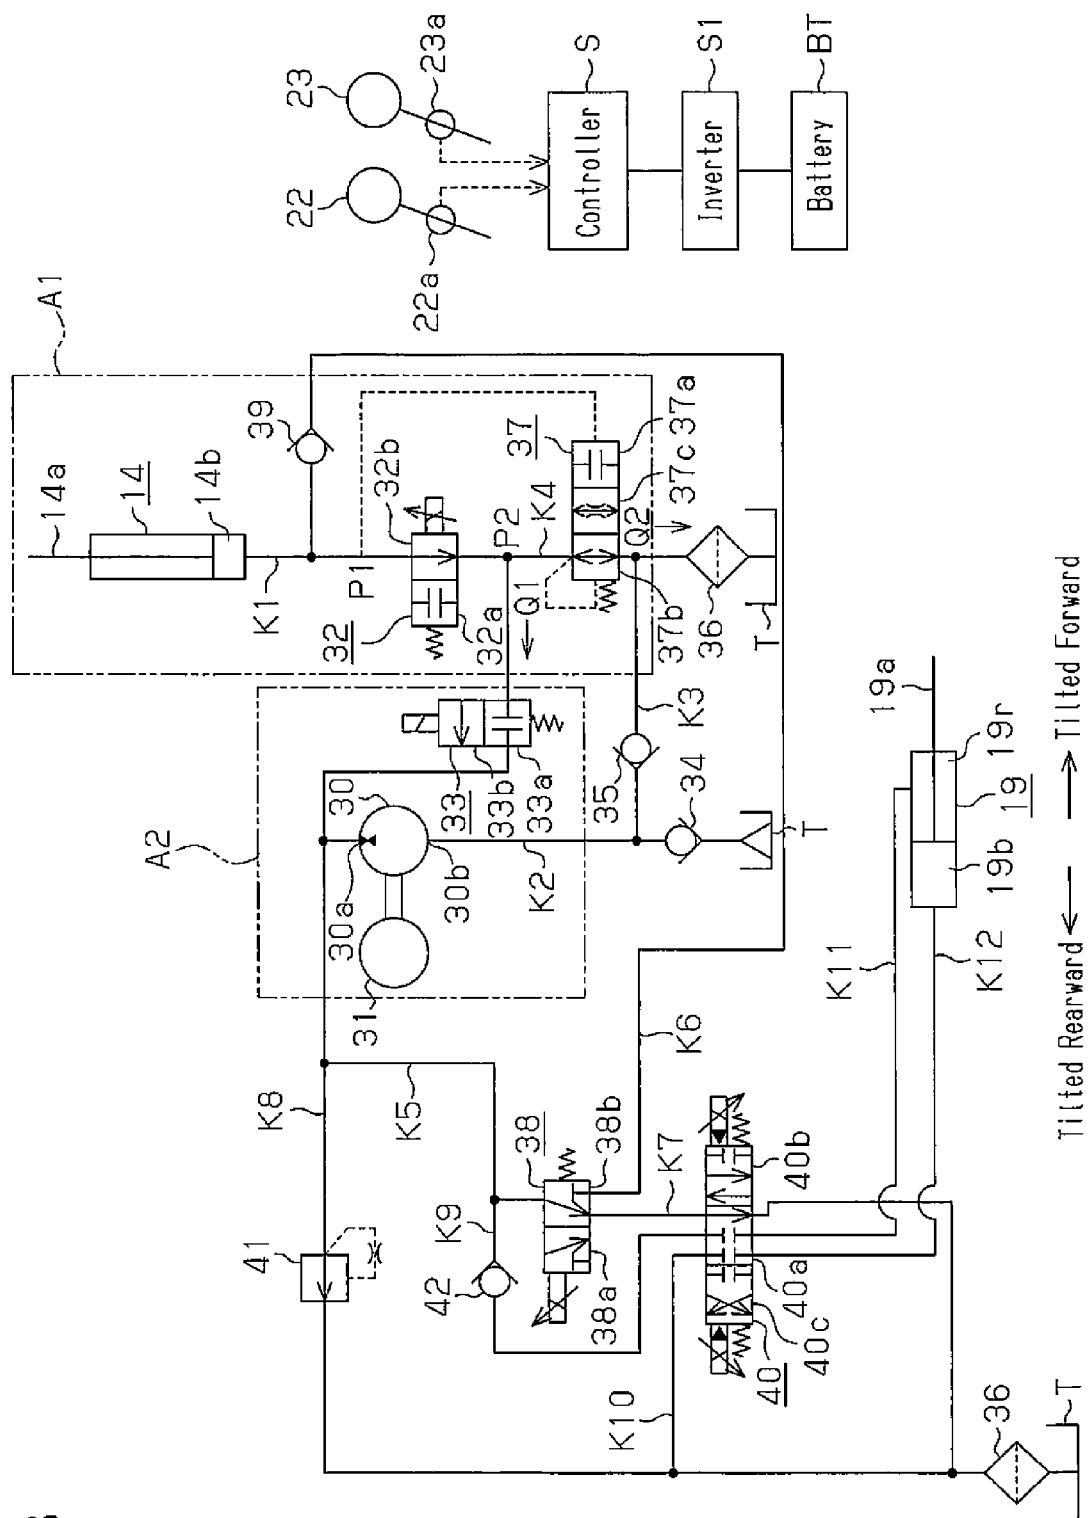 23
23a
22
22a
S
Controller
S1
Inverter
BT
Battery
A1
14a
14
14b
39
K1
P1
32
32a
32b
P2
K4
Q1
37
37a
37c
37b
Q2
36
T
A2
30
30a
30b
31
33
33b
33a
K2
35
K3
34
T
K8
K5
41
K9
42
38
38a
38b
K6
K7
40
40a
40b
40c
K10
K11
K12
19a
19r
19
19b
36
T
Tilted Rearward
Tilted Forward